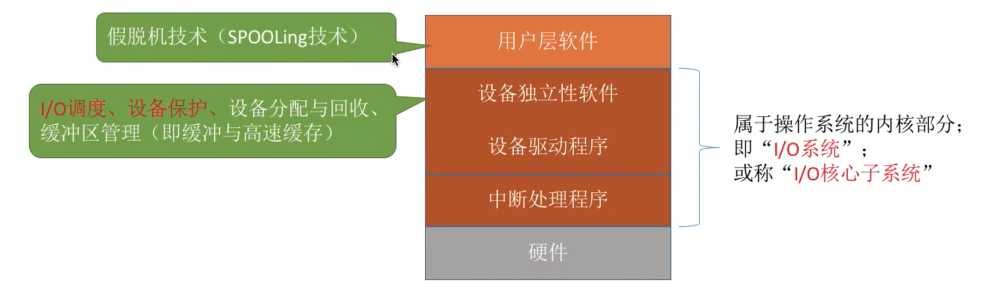 假脱机技术（SPOOLing技术）
用户层软件
I/O调度、设备保护、设备分配与回收、
缓冲区管理（即缓冲与高速缓存）
设备独立性软件
设备驱动程序
中断处理程序
硬件
属于操作系统的内核部分；
即“I/O系统”；
或称“I/O核心子系统”